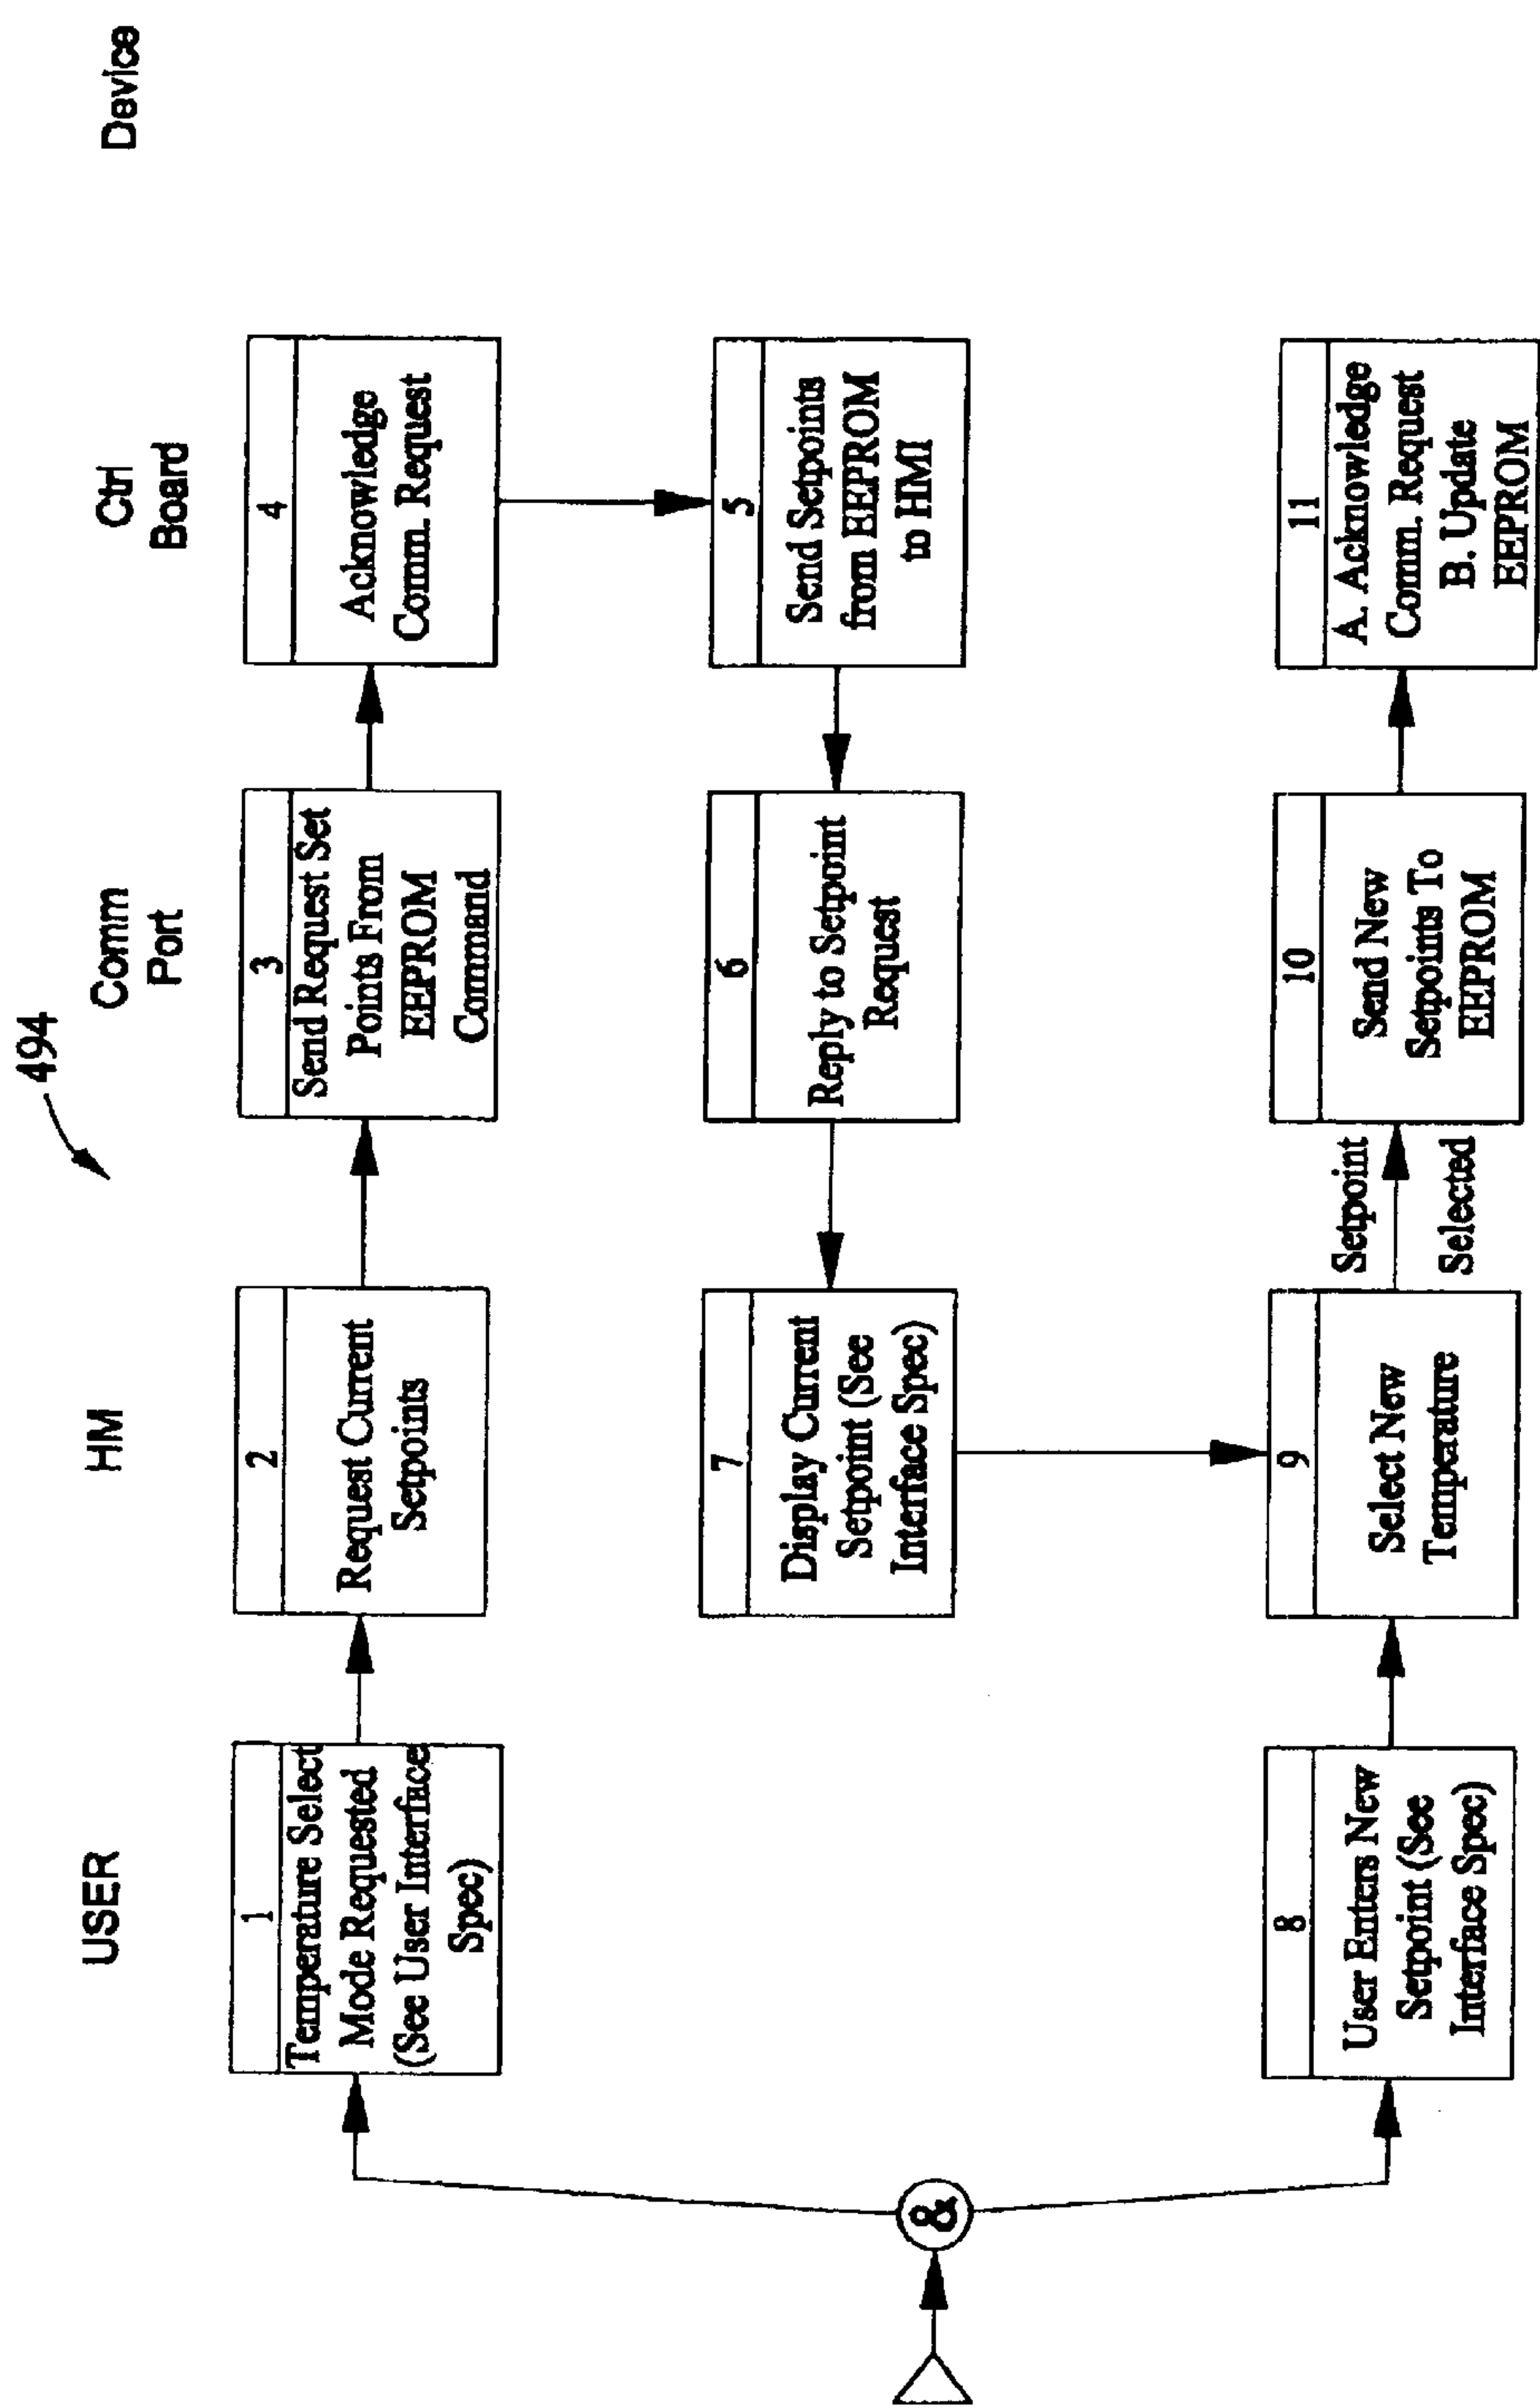 494
USER
HM
Comm
Port
Ctrl
Board
Device
1
Temperature Select
Mode Requested
(See User Interface
Spec)
2
Request Current
Setpoints
3
Send Request Set
Points From
EEPROM
Command
4
Acknowledge
Comm. Request
7
Display Current
Setpoint (See
Interface Spec)
6
Reply to Setpoint
Request
5
Send Setpoints
from EEPROM
to HMI
&
8
User Enters New
Setpoint (See
Interface Spec)
9
Select New
Temperature
Setpoint
Selected
10
Send New
Setpoints To
EEPROM
11
A. Acknowledge
Comm. Request
B. Update
EEPROM